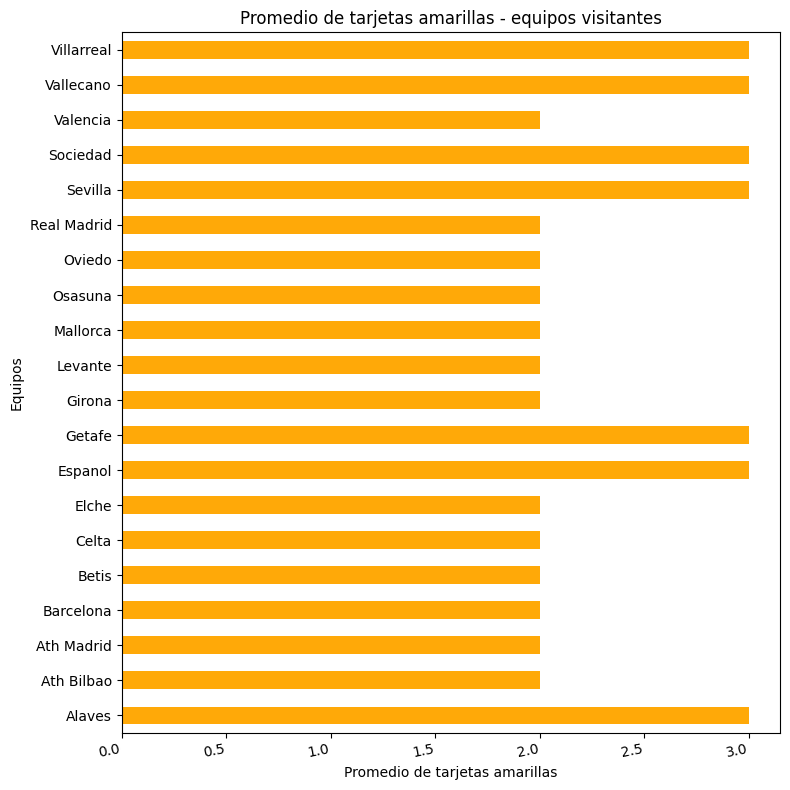 Promedio de tarjetas amarillas - equipos visitantes
Equipos
Villarreal
Vallecano
Valencia
Sociedad
Sevilla
Real Madrid
Oviedo
Osasuna
Mallorca
Levante
Girona
Getafe
Espanol
Elche
Celta
Betis
Barcelona
Ath Madrid
Ath Bilbao
Alaves
0.0 0.5 1.0 1.5 2.0 2.5 3.0
Promedio de tarjetas amarillas